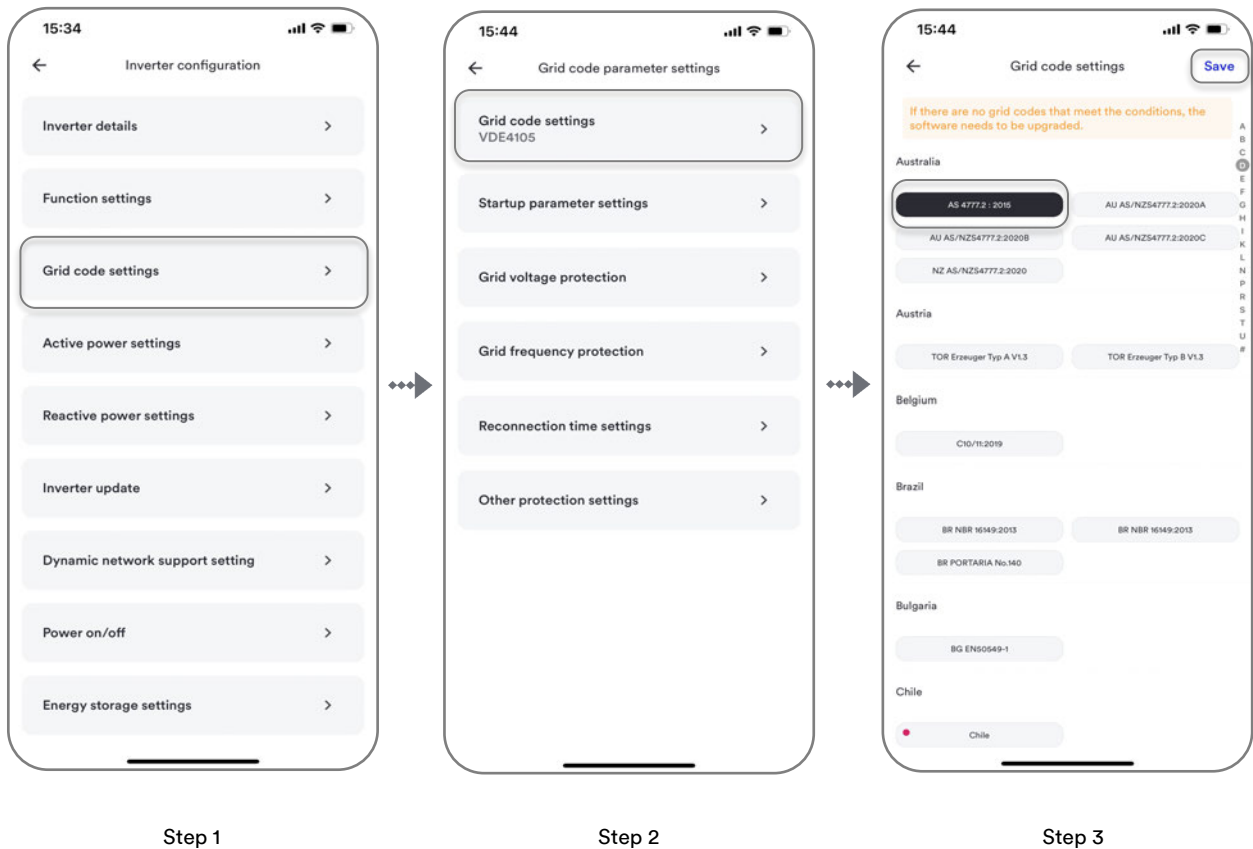 15:34
Inverter configuration
Inverter details
Function settings
Grid code settings
Active power settings
Reactive power settings
Inverter update
Dynamic network support setting
Power on/off
Energy storage settings
Step 1
15:44
Grid code parameter settings
Grid code settings
VDE4105
Startup parameter settings
Grid voltage protection
Grid frequency protection
Reconnection time settings
Other protection settings
Step 2
15:44
Grid code settings
Save
If there are no grid codes that meet the conditions, the
software needs to be upgraded.
Australia
AS 4777.2 : 2015
AU AS/NZS4777.2:2020A
AU AS/NZS4777.2:2020B
AU AS/NZS4777.2:2020C
NZ AS/NZS4777.2:2020
Austria
TOR Erzeuger Typ A V1.3
TOR Erzeuger Typ B V1.3
Belgium
C10/11:2019
Brazil
BR NBR 16149:2013
BR NBR 16149:2013
BR PORTARIA No.140
Bulgaria
BG EN50549-1
Chile
Chile
A
B
C
D
E
F
G
H
I
K
L
N
P
R
S
T
U
#
Step 3